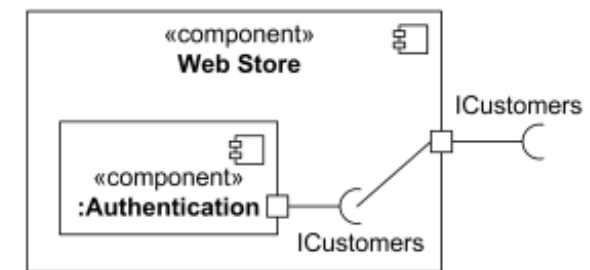 «component»
Web Store
ICustomers
«component»
:Authentication
ICustomers